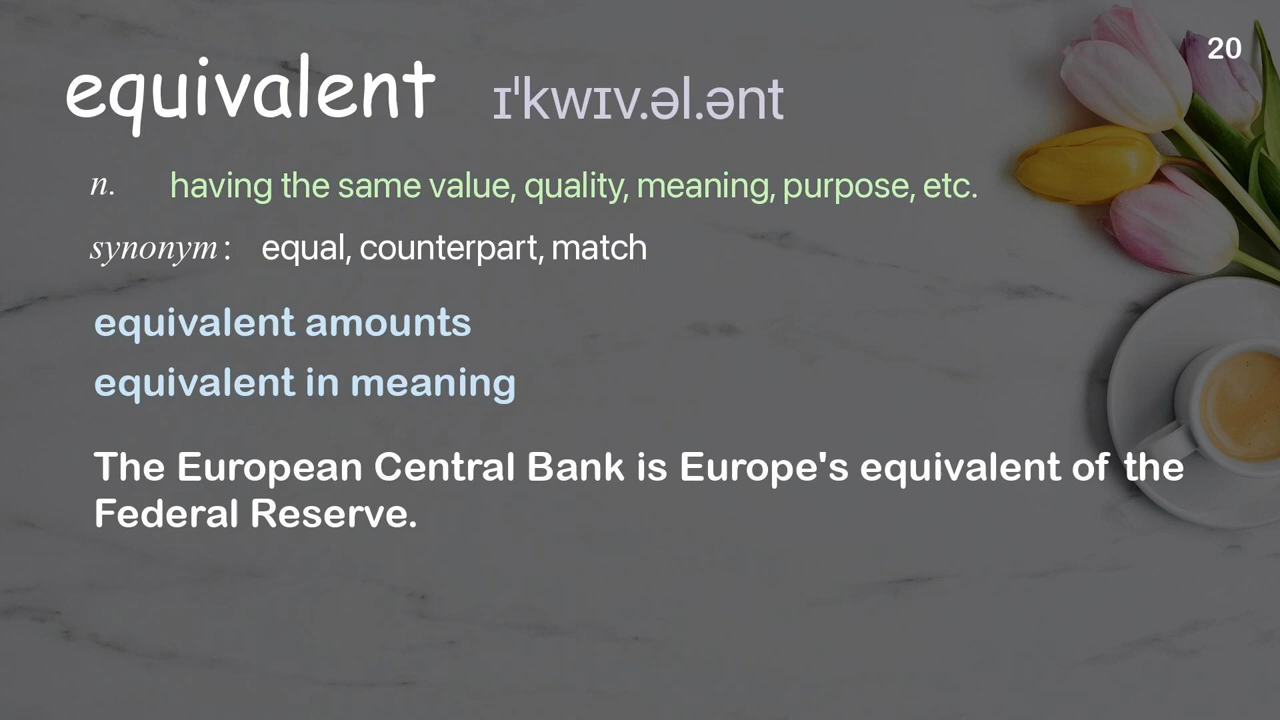 20
equivalent ɪˈkwɪv.əl.ənt
n. having the same value, quality, meaning, purpose, etc.
synonym: equal, counterpart, match
equivalent amounts
equivalent in meaning
The European Central Bank is Europe's equivalent of the
Federal Reserve.